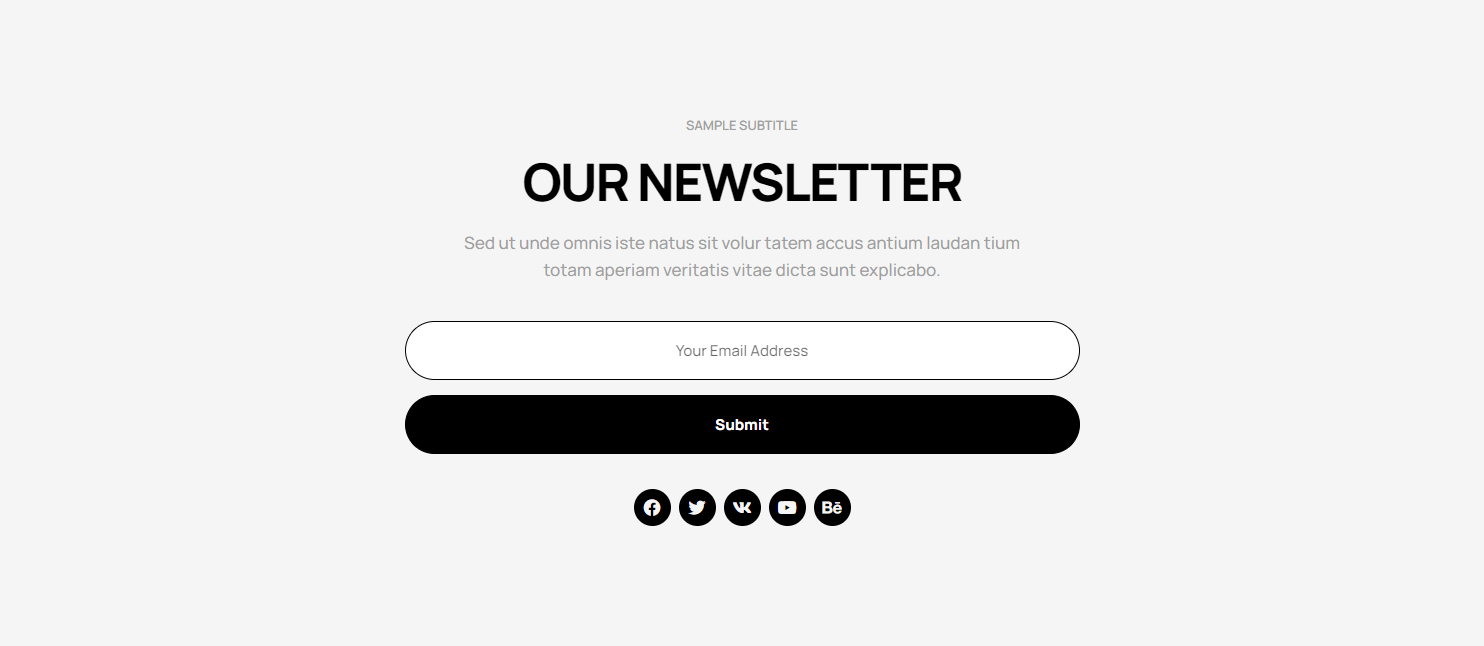 SAMPLE SUBTITLE
OUR NEWSLETTER
Sed ut unde omnis iste natus sit volur tatem accus antium laudan tium
totam aperiam veritatis vitae dicta sunt explicabo.
Your Email Address
Submit
Bē